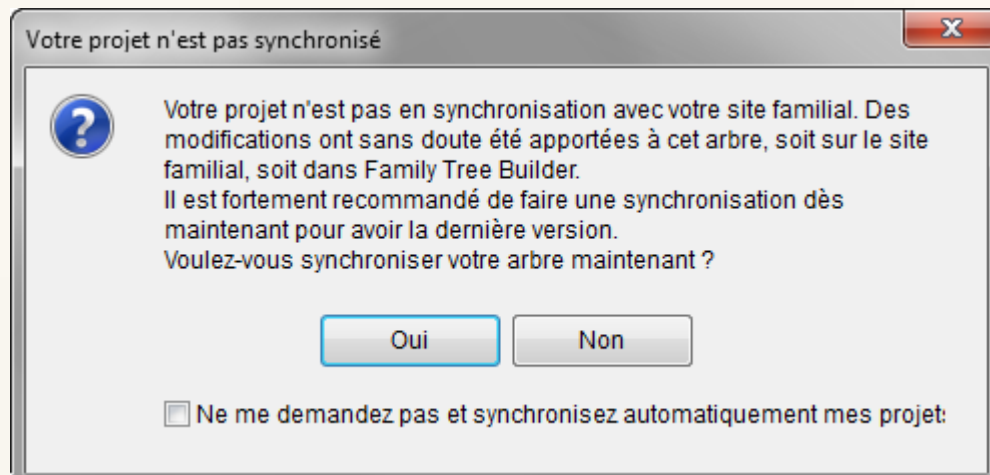 Votre projet n'est pas synchronisé
Votre projet n'est pas en synchronisation avec votre site familial. Des
modifications ont sans doute été apportées à cet arbre, soit sur le site
familial, soit dans Family Tree Builder.
Il est fortement recommandé de faire une synchronisation dès
maintenant pour avoir la dernière version.
Voulez-vous synchroniser votre arbre maintenant ?
Oui
Non
Ne me demandez pas et synchronisez automatiquement mes projets